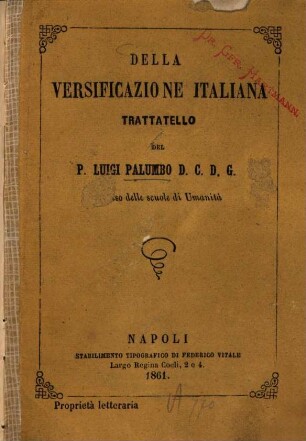 DELLA
VERSIFICAZIONE ITALIANA
TRATTATELLO
DEL
P. LUIGI PALUMBO D. C. D. G.
delle scuole di Umanità
NAPOLI
STABILIMENTO TIPOGRAFICO DI FEDERICO VITALE
Largo Regina Coeli, 2 e 4.
1861.
Proprietà letteraria
HARTMANN.